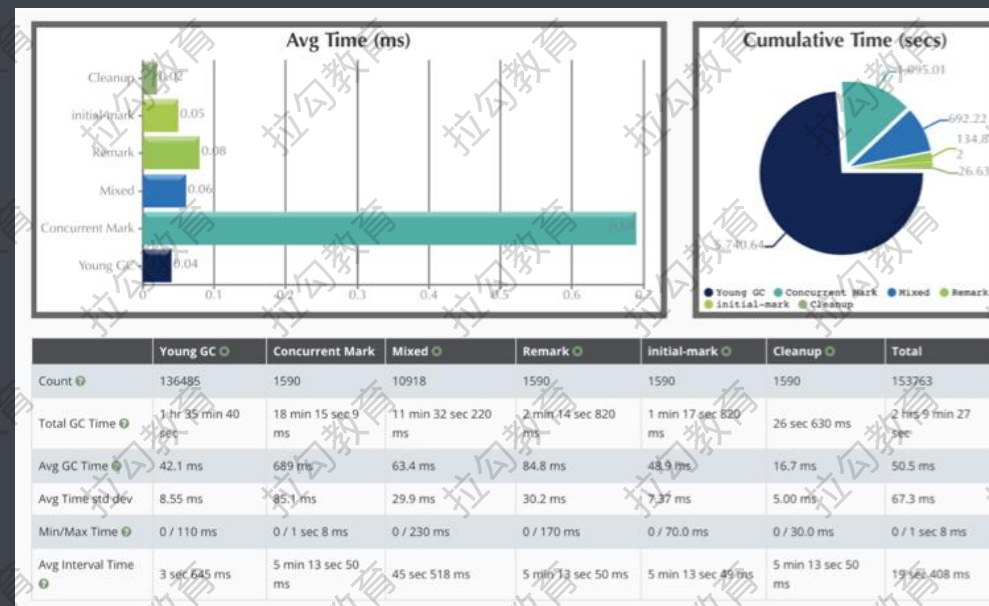 Avg Time (ms)
Cleanup 0.02
initial-mark 0.05
Remark 0.08
Mixed 0.06
Concurrent Mark
Young GC 0.04
0 0.1 0.2 0.3 0.4 0.5 0.6 0.7
Cumulative Time (secs)
1,095.01
692.22
134.8
2
26.63
5,740.64
Young GC Concurrent Mark Mixed Remark
initial-mark Cleanup
Young GC Concurrent Mark Mixed Remark initial-mark Cleanup Total
Count 136485 1590 10918 1590 1590 1590 153763
Total GC Time 1 hr 35 min 40 sec 18 min 15 sec 9 ms 11 min 32 sec 220 ms 2 min 14 sec 820 ms 1 min 17 sec 820 ms 26 sec 630 ms 2 hrs 9 min 27 sec
Avg GC Time 42.1 ms 689 ms 63.4 ms 84.8 ms 48.9 ms 16.7 ms 50.5 ms
Avg Time std dev 8.55 ms 85.1 ms 29.9 ms 30.2 ms 7.37 ms 5.00 ms 67.3 ms
Min/Max Time 0 / 110 ms 0 / 1 sec 8 ms 0 / 230 ms 0 / 170 ms 0 / 70.0 ms 0 / 30.0 ms 0 / 1 sec 8 ms
Avg Interval Time 3 sec 645 ms 5 min 13 sec 50 ms 45 sec 518 ms 5 min 13 sec 50 ms 5 min 13 sec 49 ms 5 min 13 sec 50 ms 19 sec 408 ms
拉勾教育